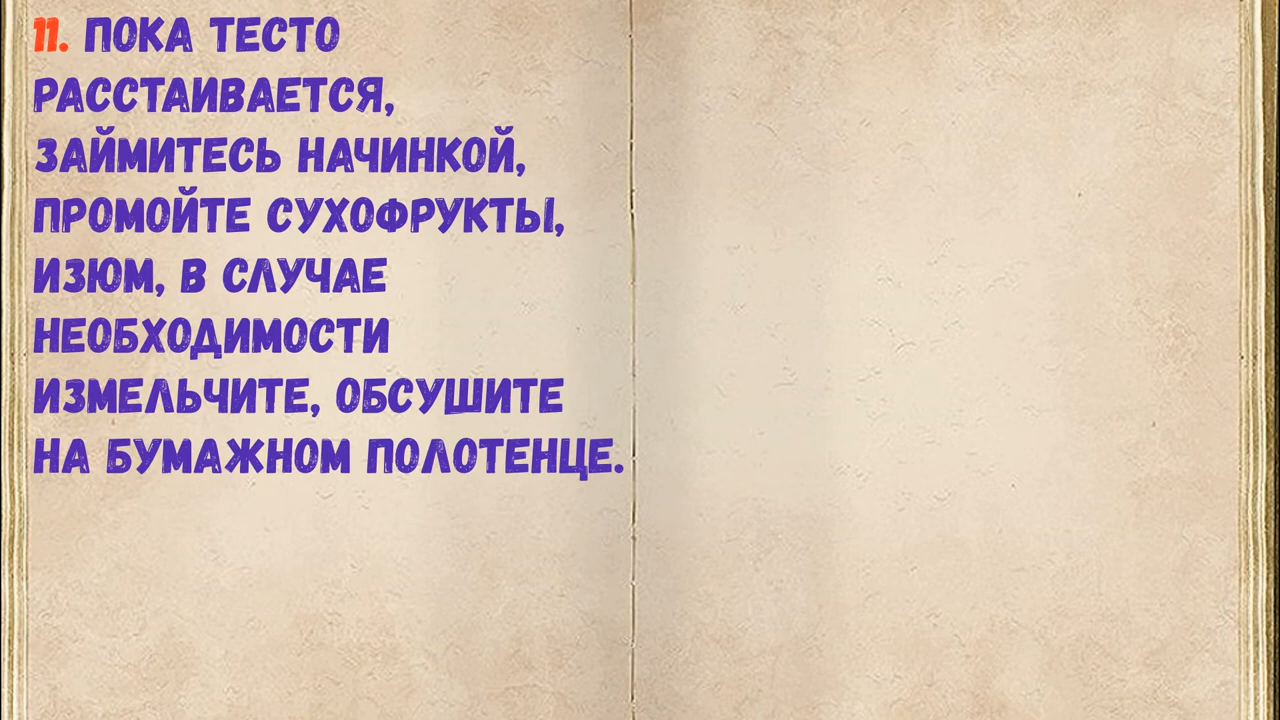 11. ПОКА ТЕСТО
РАССТАИВАЕТСЯ,
ЗАЙМИТЕСЬ НАЧИНКОЙ,
ПРОМОЙТЕ СУХОФРУКТЫ,
ИЗЮМ, В СЛУЧАЕ
НЕОБХОДИМОСТИ
ИЗМЕЛЬЧИТЕ, ОБСУШИТЕ
НА БУМАЖНОМ ПОЛОТЕНЦЕ.